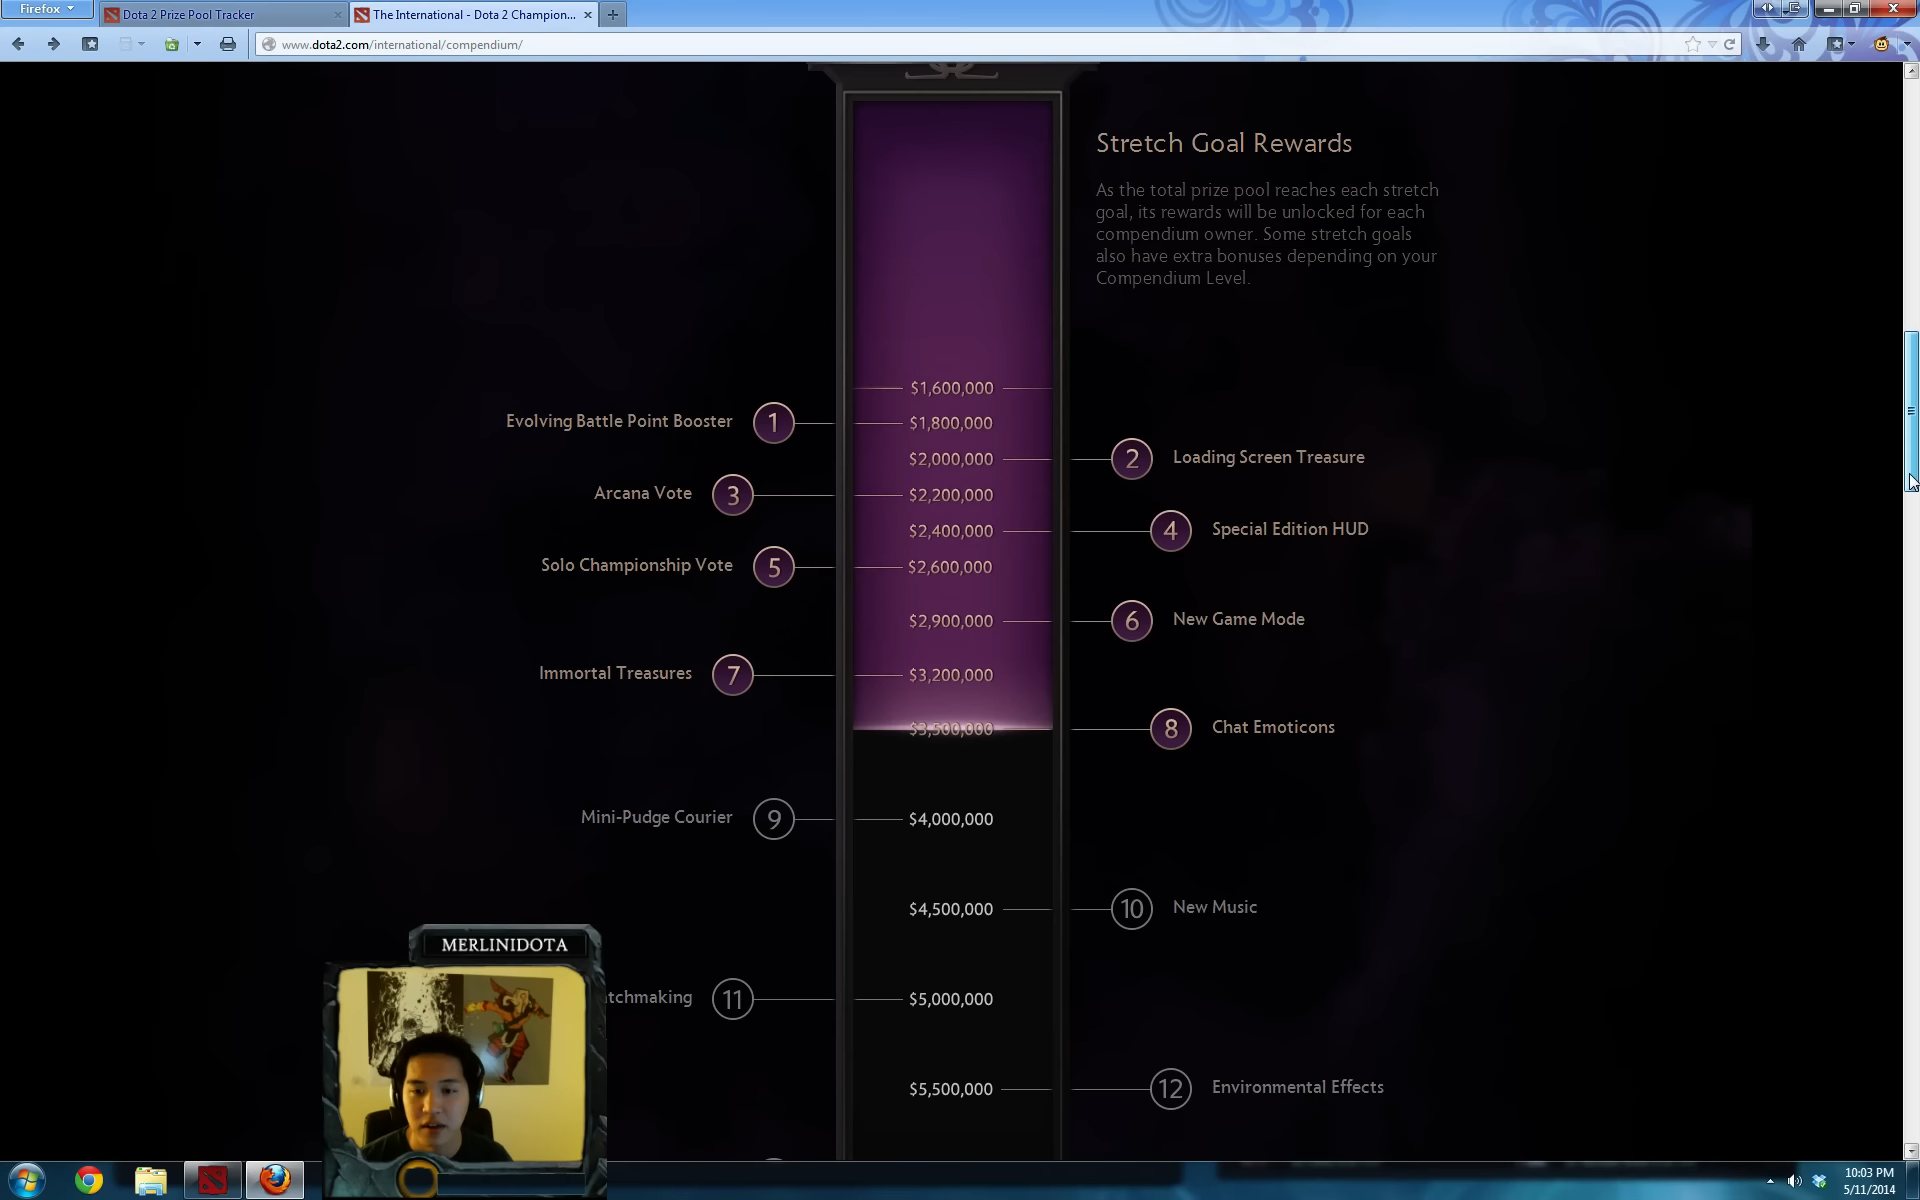 Firefox
Dota 2 Prize Pool Tracker
The International - Dota 2 Champion...
www.dota2.com/international/compendium/
Stretch Goal Rewards
As the total prize pool reaches each stretch
goal, its rewards will be unlocked for each
compendium owner. Some stretch goals
also have extra bonuses depending on your
Compendium Level.
$1,600,000
Evolving Battle Point Booster 1 $1,800,000
$2,000,000 2 Loading Screen Treasure
Arcana Vote 3 $2,200,000
$2,400,000 4 Special Edition HUD
Solo Championship Vote 5 $2,600,000
$2,900,000 6 New Game Mode
Immortal Treasures 7 $3,200,000
$3,500,000 8 Chat Emoticons
Mini-Pudge Courier 9 $4,000,000
$4,500,000 10 New Music
MERLINIDOTA
tchmaking 11 $5,000,000
$5,500,000 12 Environmental Effects
10:03 PM
5/11/2014